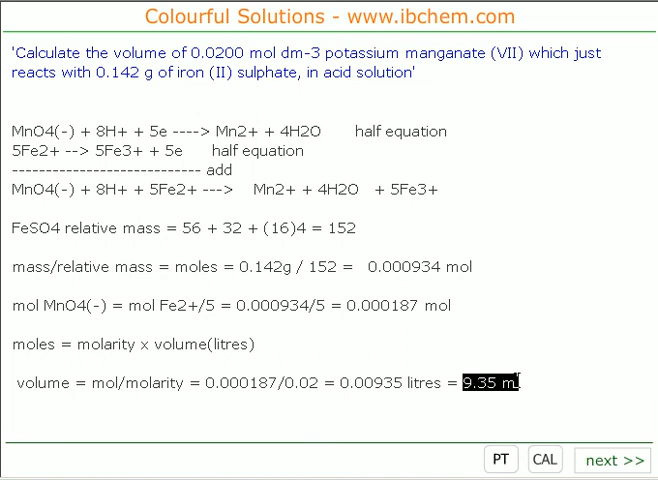 Colourful Solutions - www.ibchem.com
'Calculate the volume of 0.0200 mol dm-3 potassium manganate (VII) which just
reacts with 0.142 g of iron (II) sulphate, in acid solution'
MnO4(-) + 8H+ + 5e ----> Mn2+ + 4H2O half equation
5Fe2+ --> 5Fe3+ + 5e half equation
---------------------------- add
MnO4(-) + 8H+ + 5Fe2+ ---> Mn2+ + 4H2O + 5Fe3+
FeSO4 relative mass = 56 + 32 + (16)4 = 152
mass/relative mass = moles = 0.142g / 152 = 0.000934 mol
mol MnO4(-) = mol Fe2+/5 = 0.000934/5 = 0.000187 mol
moles = molarity x volume(litres)
volume = mol/molarity = 0.000187/0.02 = 0.00935 litres = 9.35 m
PT CAL next >>